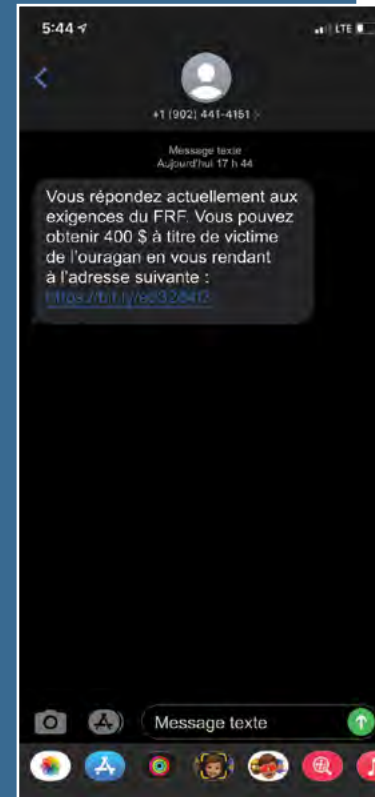 5:44
LTE
+1 (902) 441-4161
Message texte
Aujourd'hui 17 h 44
Vous répondez actuellement aux
exigences du FRF. Vous pouvez
obtenir 400 $ à titre de victime
de l'ouragan en vous rendant
à l'adresse suivante :
Message texte